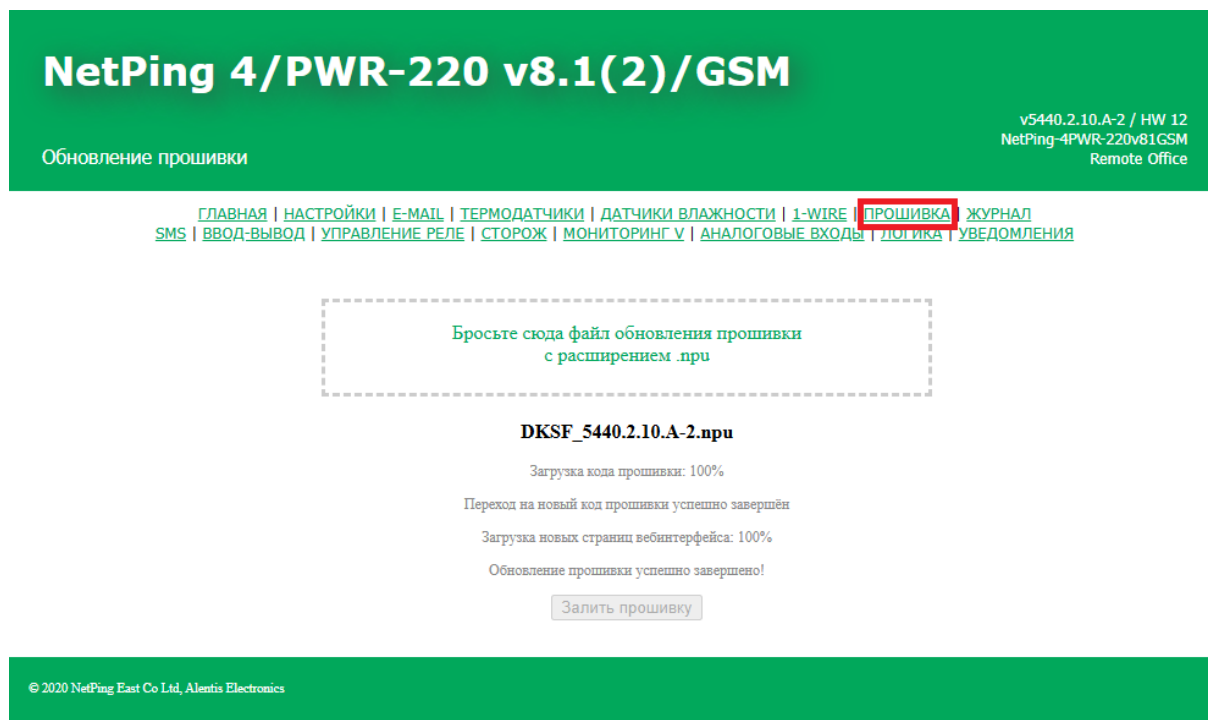 NetPing 4/PWR-220 v8.1(2)/GSM
v5440.2.10.A-2 / HW 12
NetPing-4PWR-220v81GSM
Обновление прошивки
Remote Office
ГЛАВНАЯ | НАСТРОЙКИ | E-MAIL | ТЕРМОДАТЧИКИ | ДАТЧИКИ ВЛАЖНОСТИ | 1-WIRE | ПРОШИВКА | ЖУРНАЛ
SMS | ВВОД-ВЫВОД | УПРАВЛЕНИЕ РЕЛЕ | СТОРОЖ | МОНИТОРИНГ V | АНАЛОГОВЫЕ ВХОДЫ | ЛОГИКА | УВЕДОМЛЕНИЯ
Бросьте сюда файл обновления прошивки
с расширением .npu
DKSF_5440.2.10.A-2.npu
Загрузка кода прошивки: 100%
Переход на новый код прошивки успешно завершён
Загрузка новых страниц вебинтерфейса: 100%
Обновление прошивки успешно завершено!
Залить прошивку
© 2020 NetPing East Co Ltd, Alentis Electronics